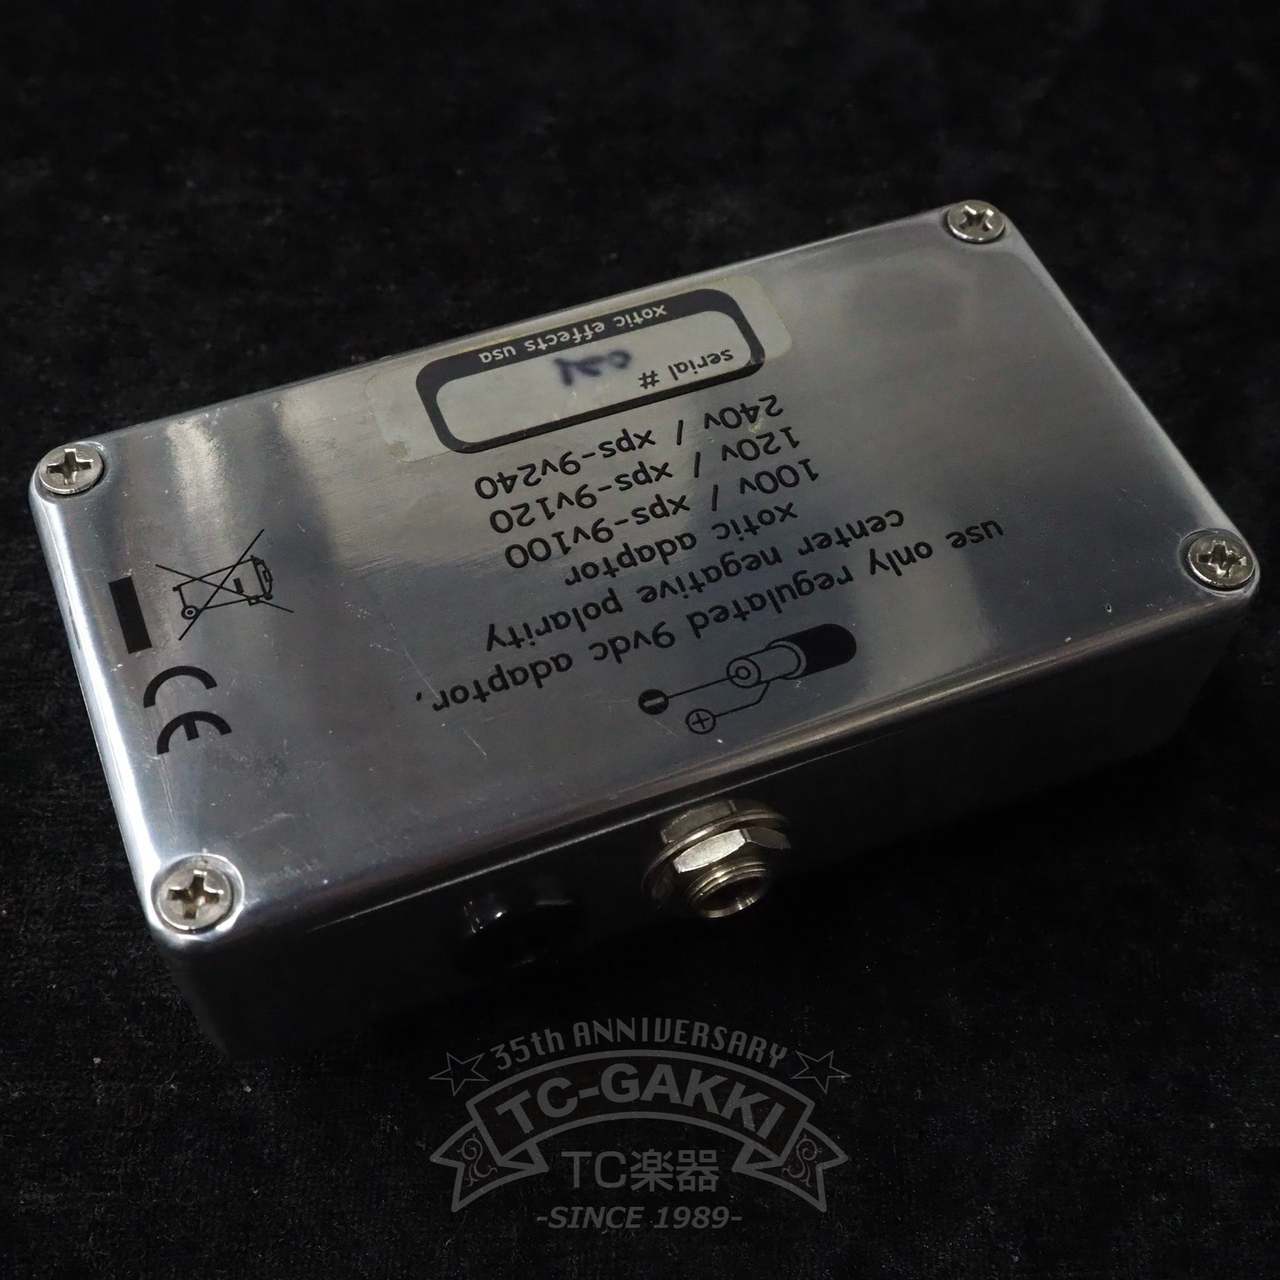 use only regulated 9vdc adaptor,
center negative polarity
xotic adaptor
100v / xps-9v100
120v / xps-9v120
240v / xps-9v240
serial #
xotic effects usa
CE
35th ANNIVERSARY
TC-GAKKI
TC楽器
-SINCE 1989-